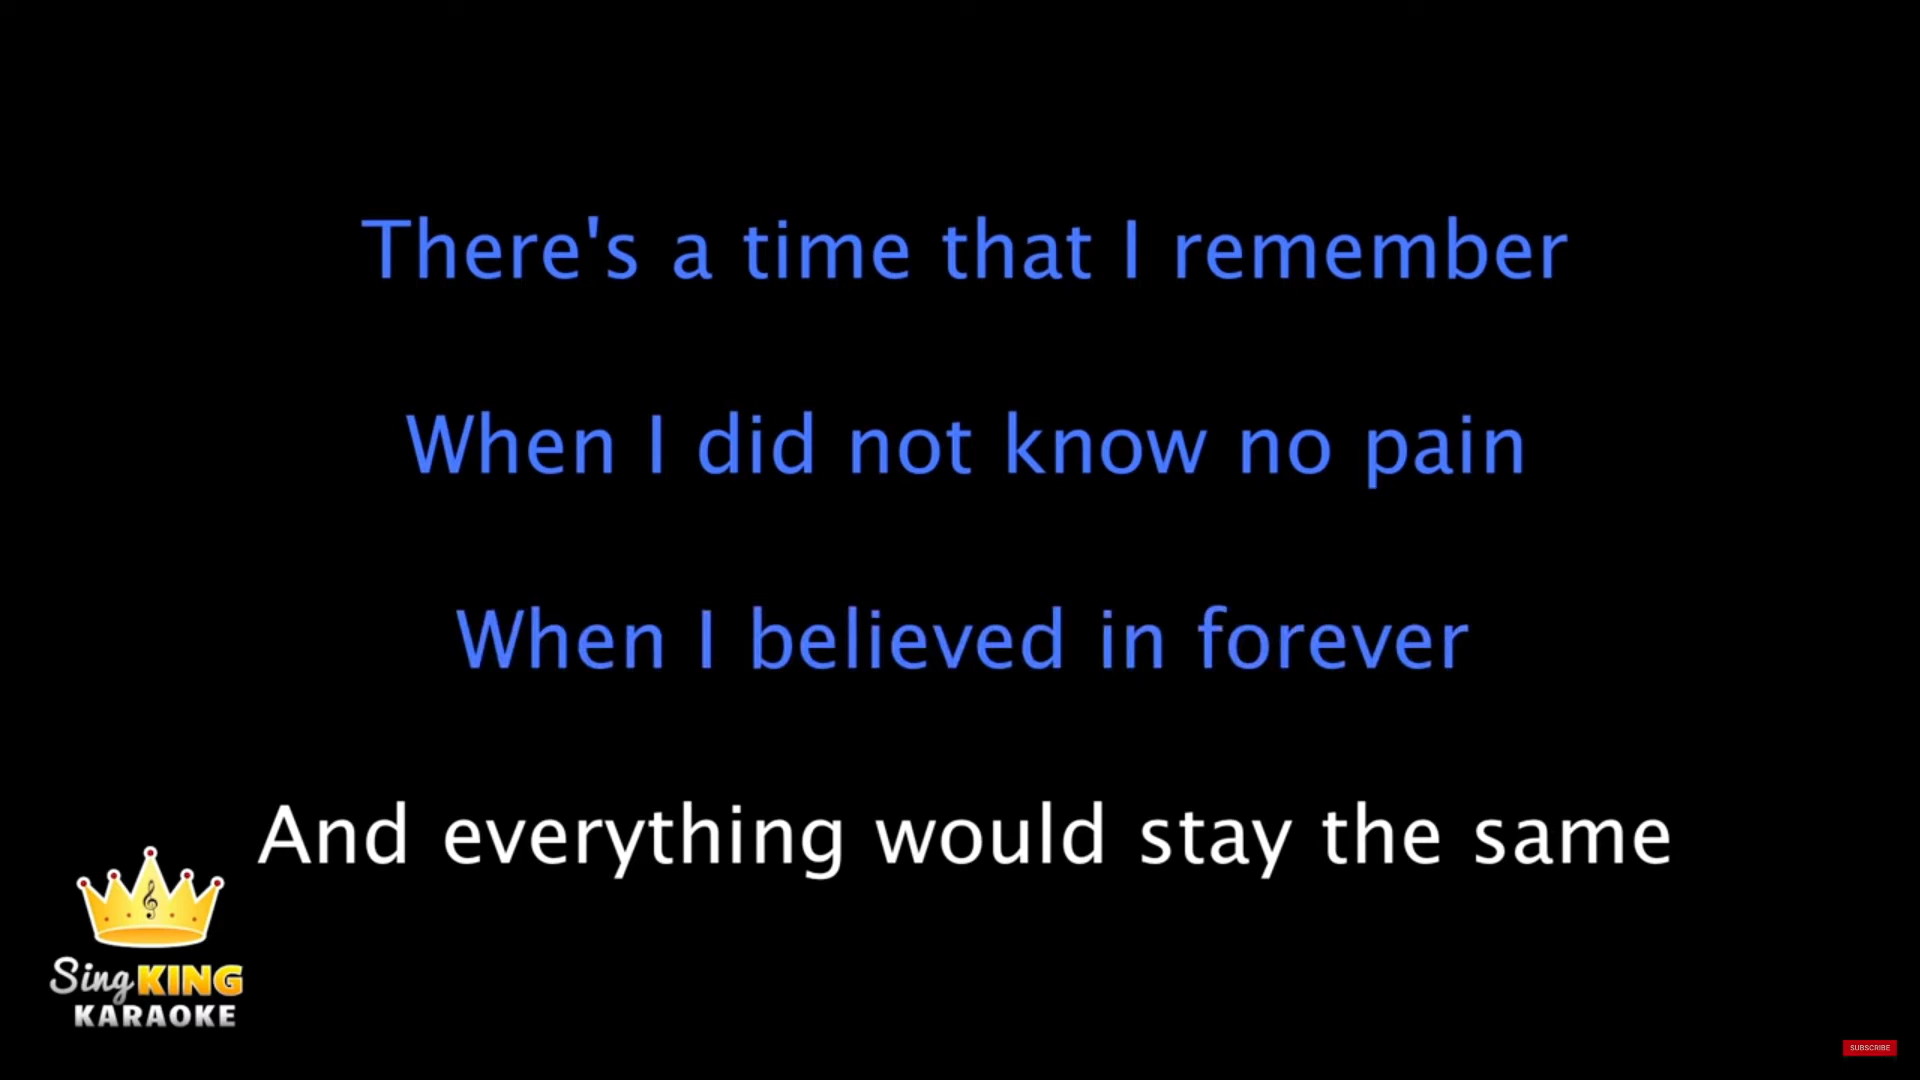 There's a time that I remember
When I did not know no pain
When I believed in forever
And everything would stay the same
Sing KING
KARAOKE
SUBSCRIBE